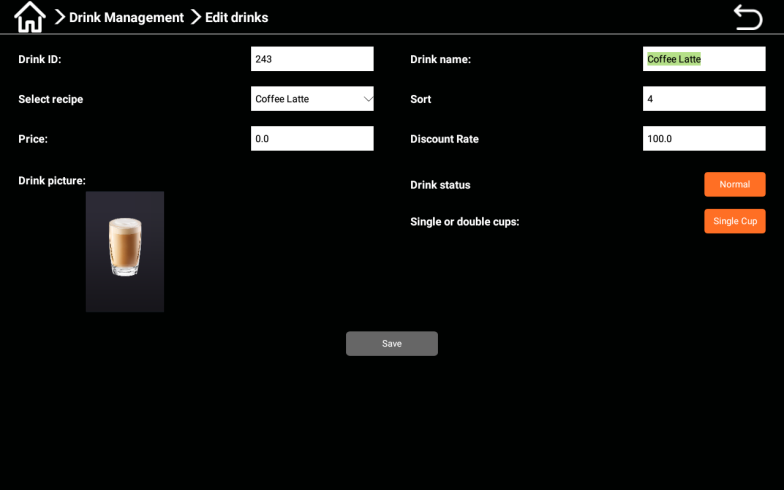 Drink Management Edit drinks
Drink ID: 243 Drink name: Coffee Latte
Select recipe Coffee Latte Sort 4
Price: 0.0 Discount Rate 100.0
Drink picture: Drink status Normal
Single or double cups: Single Cup
Save